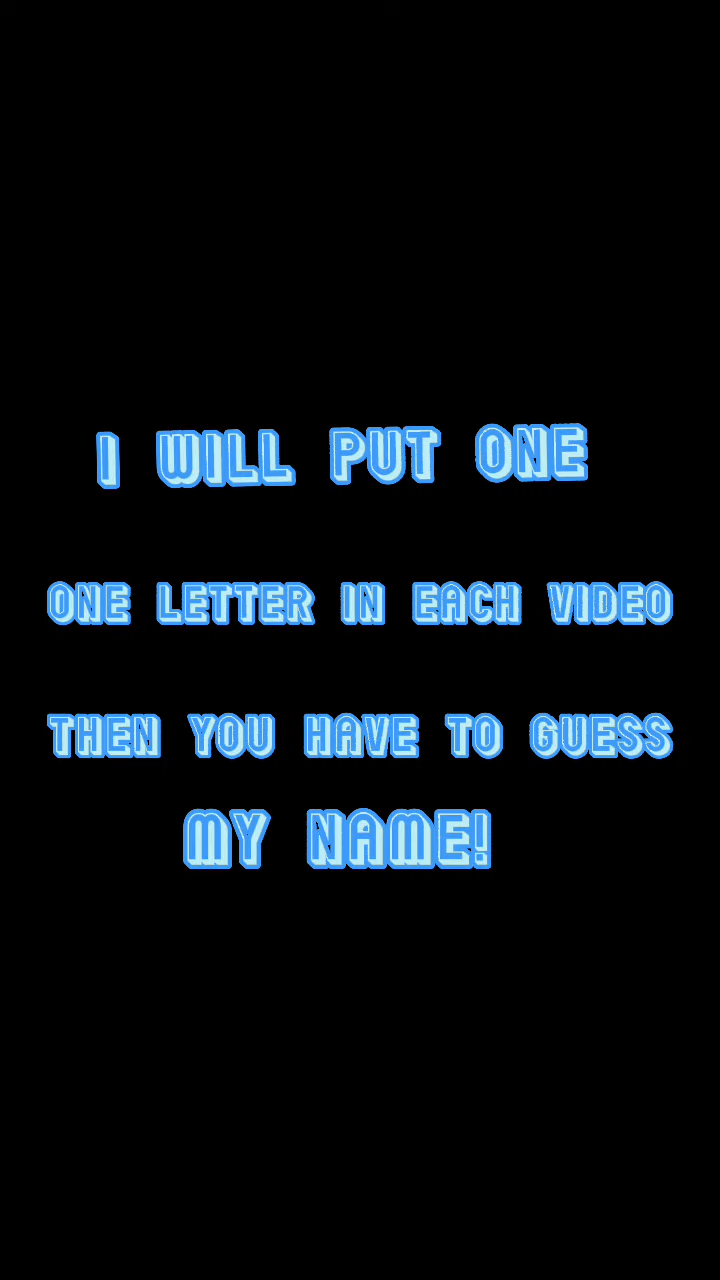 I WILL PUT ONE
ONE LETTER IN EACH VIDEO
THEN YOU HAVE TO GUESS
MY NAME!